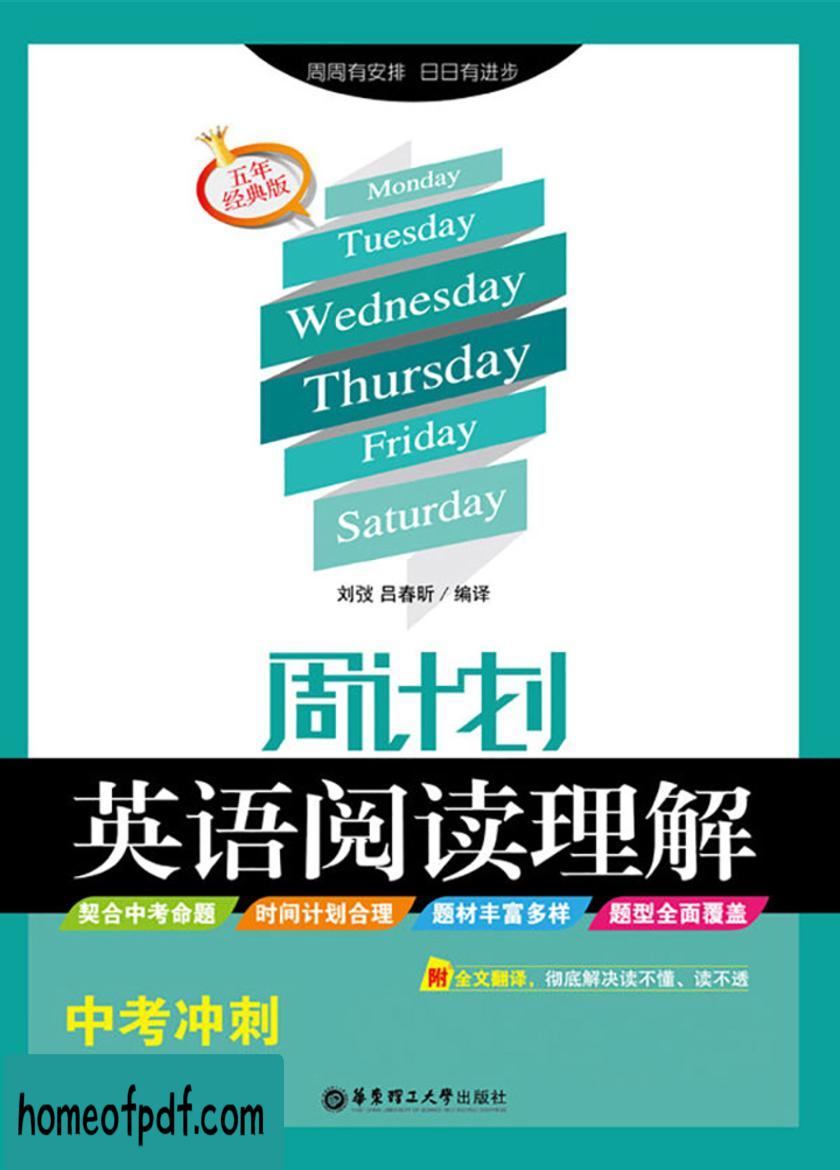 周周有安排 日日有进步
五年
经典版
Monday
Tuesday
Wednesday
Thursday
Friday
Saturday
刘弢 吕春昕/编译
周计划
英语阅读理解
契合中考命题 时间计划合理 题材丰富多样 题型全面覆盖
附 全文翻译，彻底解决读不懂、读不透
中考冲刺
华东理工大学出版社
homeofpdf.com